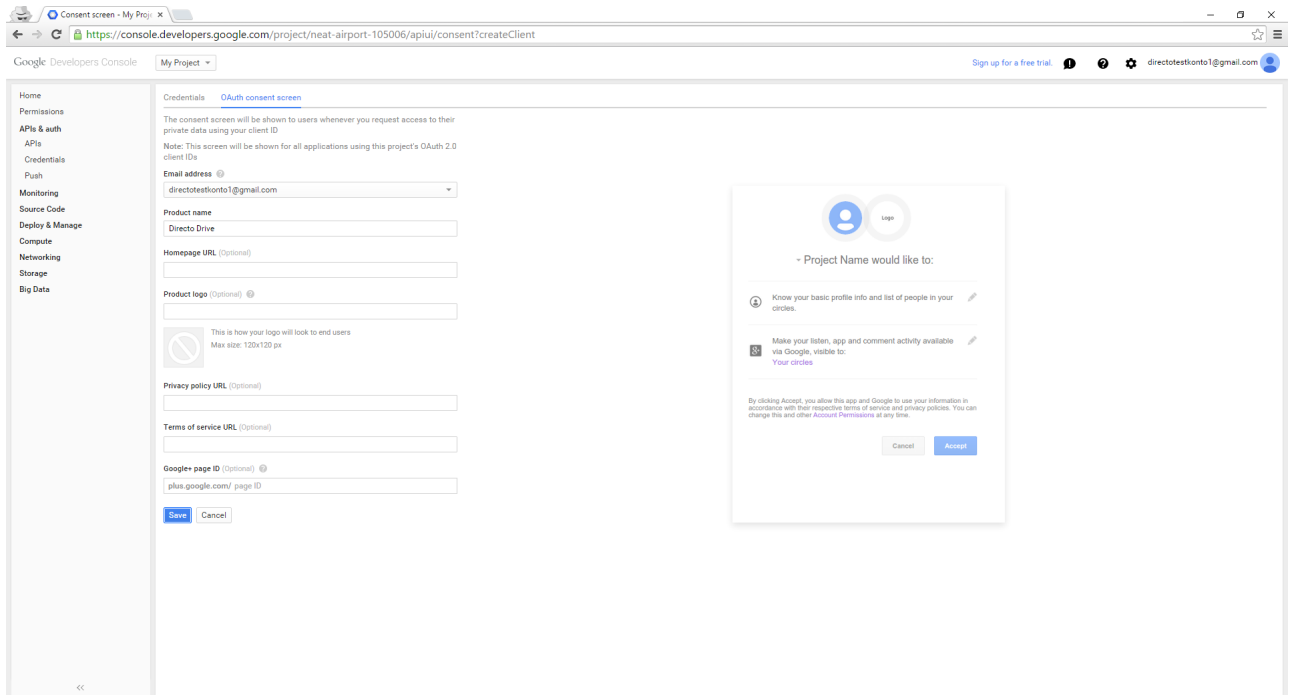 Consent screen - My Proje
https://console.developers.google.com/project/neat-airport-105006/apiui/consent?createClient
Google Developers Console
My Project
Sign up for a free trial.
directotestkonto1@gmail.com
Home
Permissions
APIs & auth
APIs
Credentials
Push
Monitoring
Source Code
Deploy & Manage
Compute
Networking
Storage
Big Data
Credentials
OAuth consent screen
The consent screen will be shown to users whenever you request access to their
private data using your client ID.
Note: This screen will be shown for all applications using this project's OAuth 2.0
client IDs
Email address
directotestkonto1@gmail.com
Product name
Directo Drive
Homepage URL (Optional)
Product logo (Optional)
This is how your logo will look to end users
Max size: 120x120 px
Privacy policy URL (Optional)
Terms of service URL (Optional)
Google+ page ID (Optional)
plus.google.com/ page ID
Save
Cancel
Logo
- Project Name would like to:
Know your basic profile info and list of people in your
circles.
Make your listen, app and comment activity available
via Google, visible to:
Your circles
By clicking Accept, you allow this app and Google to use your information in
accordance with their respective terms of service and privacy policies. You can
change this and other Account Permissions at any time.
Cancel
Accept